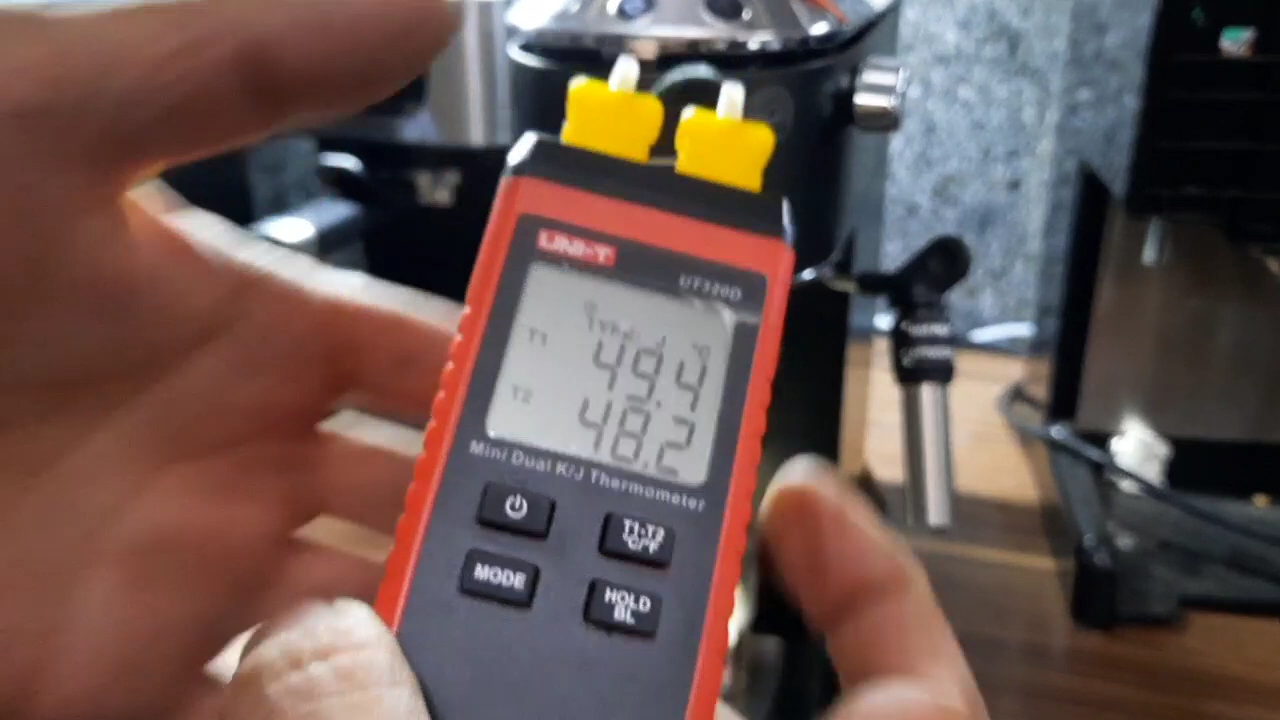 UNI-T
UT320D
T1
49.4
T2
48.2
Mini Dual K/J Thermometer
T1-T2
°C/°F
MODE
HOLD
BL